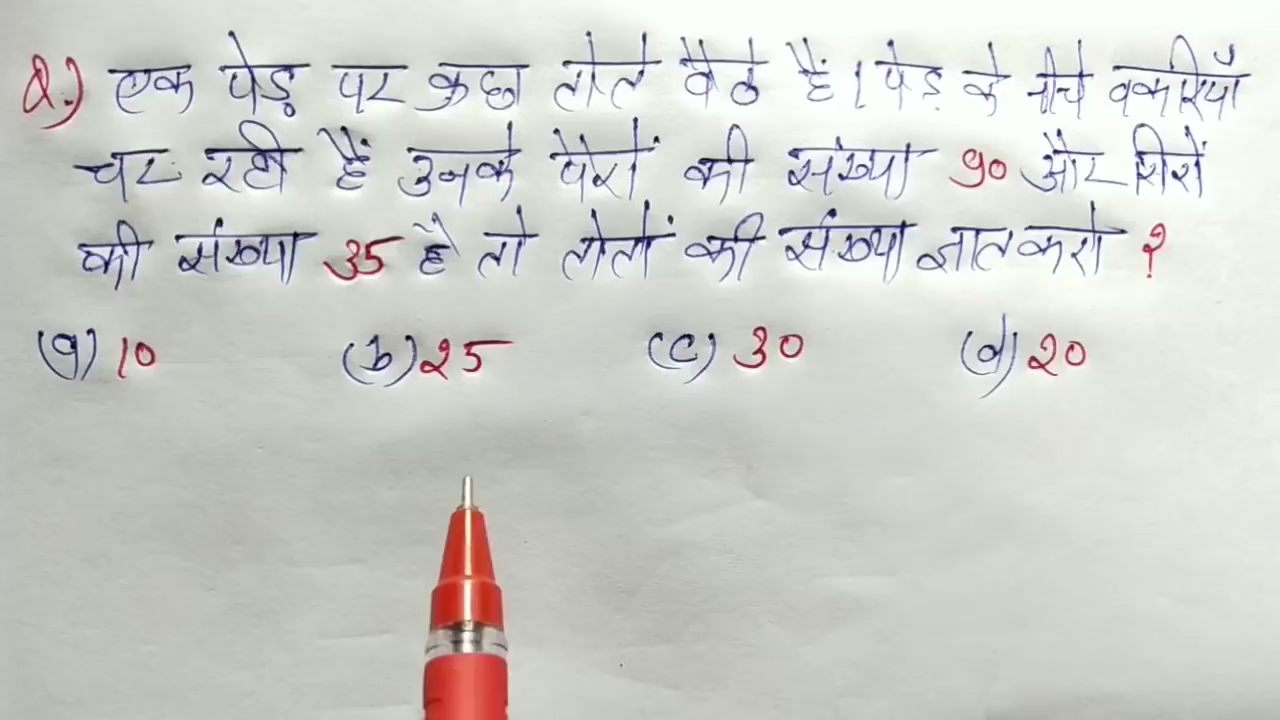 Q.) एक पेड़ पर कुछ तोते बैठे हैं। पेड़ के नीचे बकरियाँ
चर रही हैं उनके पैरों की संख्या 90 और सिरों
की संख्या 35 है तो तोतों की संख्या ज्ञात करो ?
(a) 10 (b) 25 (c) 30 (d) 20